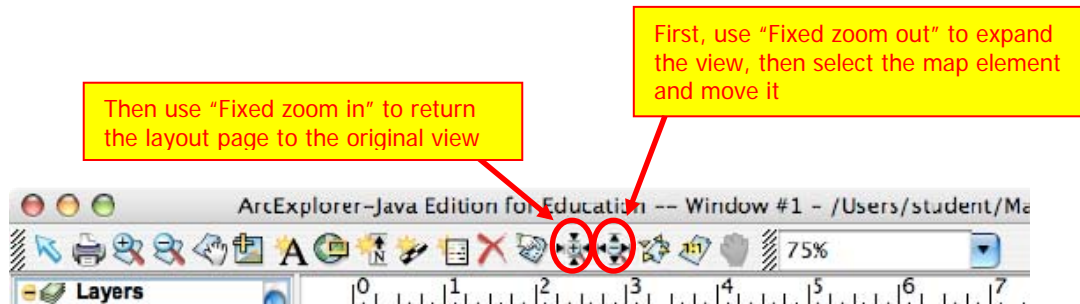 First, use “Fixed zoom out” to expand
the view, then select the map element
and move it
Then use “Fixed zoom in” to return
the layout page to the original view
ArcExplorer-Java Edition for Education -- Window #1 - /Users/student/Ma
A N 1:1 75%
Layers 0 1 2 3 4 5 6 7